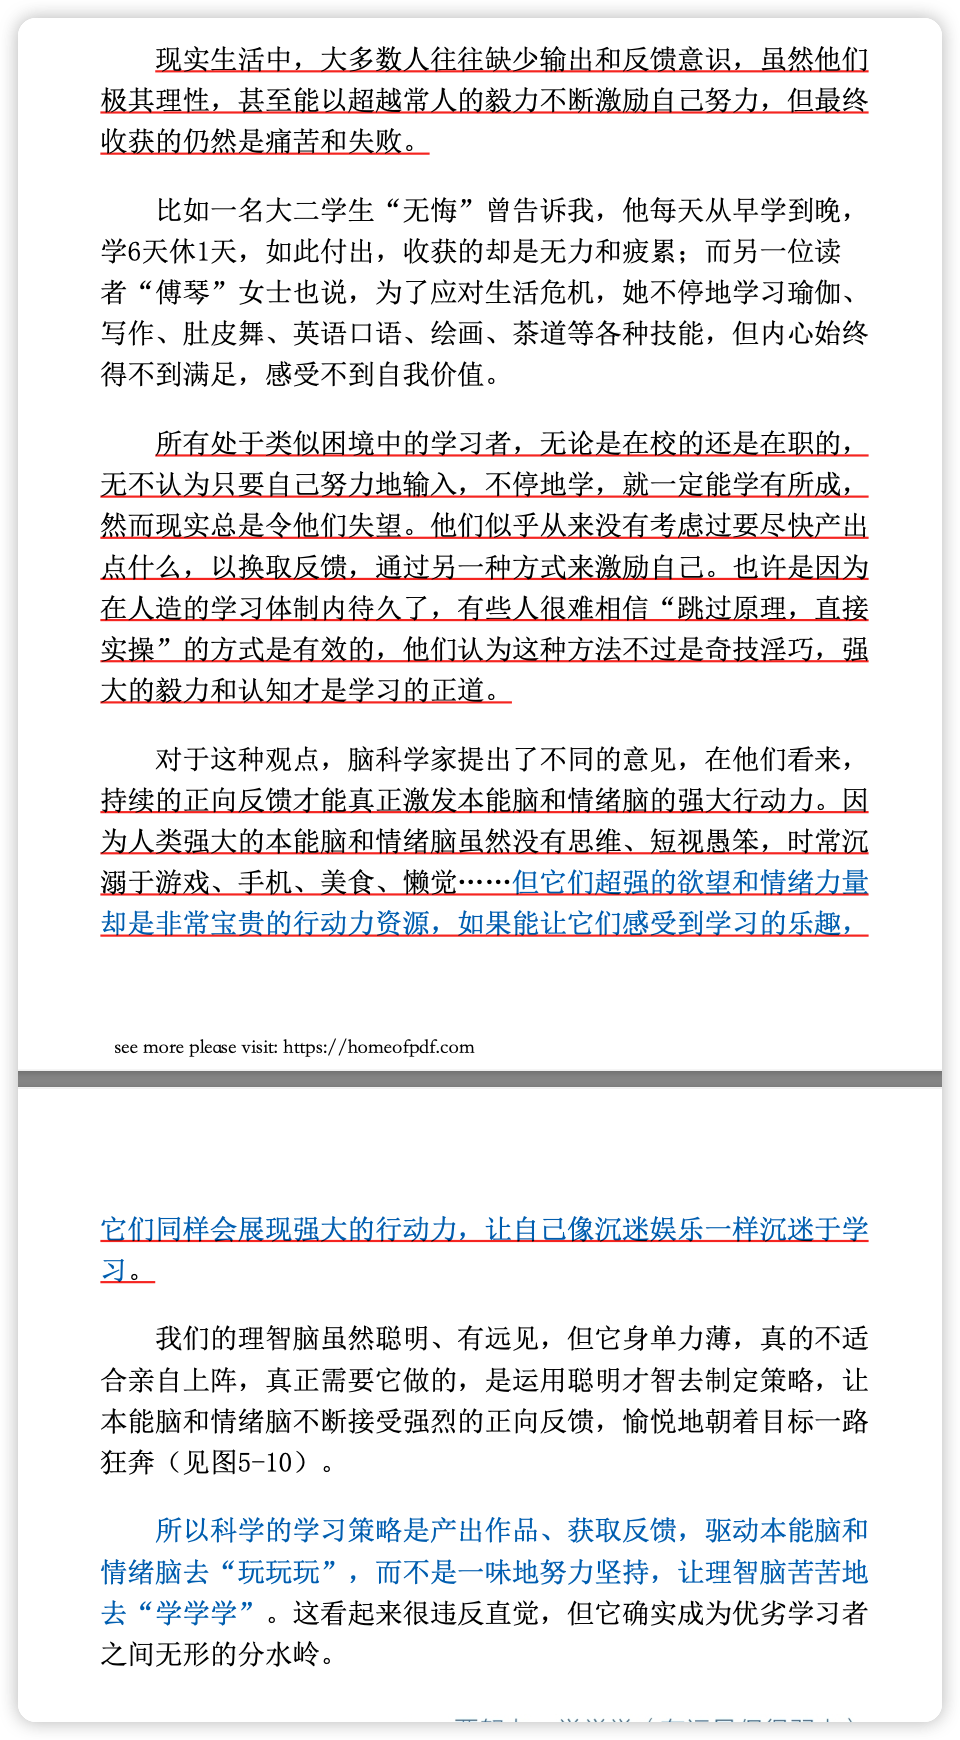 现实生活中，大多数人往往缺少输出和反馈意识，虽然他们
极其理性，甚至能以超越常人的毅力不断激励自己努力，但最终
收获的仍然是痛苦和失败。
比如一名大二学生“无悔”曾告诉我，他每天从早学到晚，
学6天休1天，如此付出，收获的却是无力和疲累；而另一位读
者“傅琴”女士也说，为了应对生活危机，她不停地学习瑜伽、
写作、肚皮舞、英语口语、绘画、茶道等各种技能，但内心始终
得不到满足，感受不到自我价值。
所有处于类似困境中的学习者，无论是在校的还是在职的，
无不认为只要自己努力地输入，不停地学，就一定能学有所成，
然而现实总是令他们失望。他们似乎从来没有考虑过要尽快产出
点什么，以换取反馈，通过另一种方式来激励自己。也许是因为
在人造的学习体制内待久了，有些人很难相信“跳过原理，直接
实操”的方式是有效的，他们认为这种方法不过是奇技淫巧，强
大的毅力和认知才是学习的正道。
对于这种观点，脑科学家提出了不同的意见，在他们看来，
持续的正向反馈才能真正激发本能脑和情绪脑的强大行动力。因
为人类强大的本能脑和情绪脑虽然没有思维、短视愚笨，时常沉
溺于游戏、手机、美食、懒觉……但它们超强的欲望和情绪力量
却是非常宝贵的行动力资源，如果能让它们感受到学习的乐趣，
see more please visit: https://homeofpdf.com
它们同样会展现强大的行动力，让自己像沉迷娱乐一样沉迷于学
习。
我们的理智脑虽然聪明、有远见，但它身单力薄，真的不适
合亲自上阵，真正需要它做的，是运用聪明才智去制定策略，让
本能脑和情绪脑不断接受强烈的正向反馈，愉悦地朝着目标一路
狂奔（见图5-10）。
所以科学的学习策略是产出作品、获取反馈，驱动本能脑和
情绪脑去“玩玩玩”，而不是一味地努力坚持，让理智脑苦苦地
去“学学学”。这看起来很违反直觉，但它确实成为优劣学习者
之间无形的分水岭。